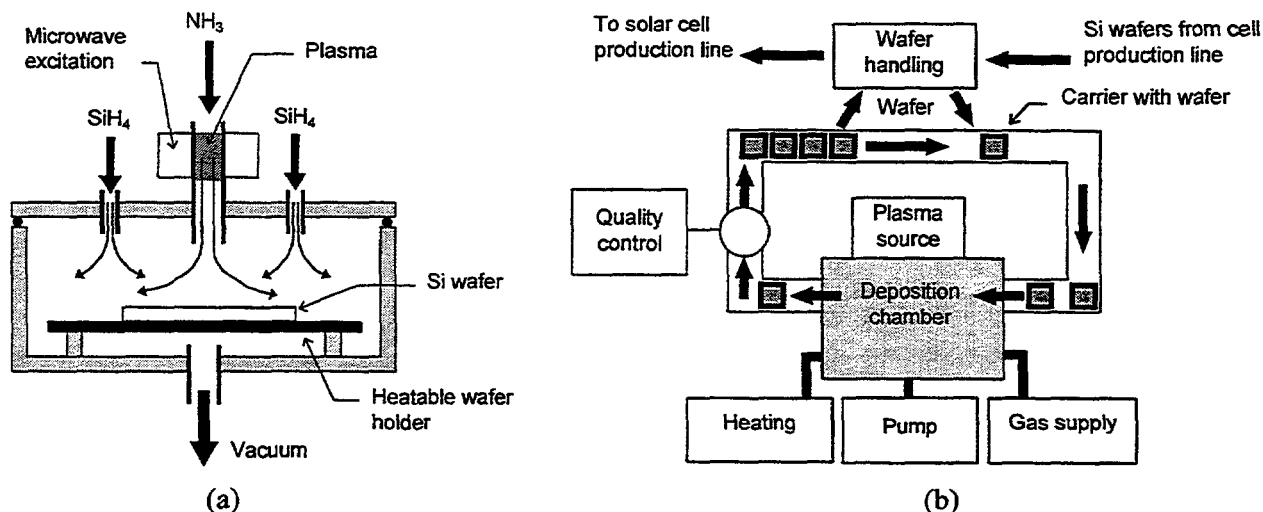 NH3
Microwave
excitation
Plasma
SiH4
SiH4
Si wafer
Heatable wafer
holder
Vacuum
(a)
To solar cell
production line
Wafer
handling
Si wafers from cell
production line
Wafer
Carrier with wafer
Quality
control
Plasma
source
Deposition
chamber
Heating
Pump
Gas supply
(b)